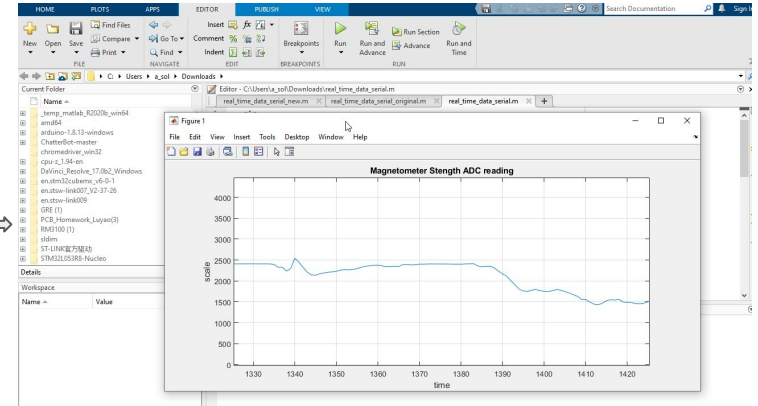 HOME PLOTS APPS EDITOR PUBLISH VIEW Search Documentation
Find Files Insert fx
New Open Save Compare Go To Comment % Breakpoints Run Run and Advance Run Section Advance Run and Time
Print Find Indent
FILE NAVIGATE EDIT BREAKPOINTS RUN
C: Users a_sol Downloads
Current Folder
Editor - C:\Users\a_sol\Downloads\real_time_data_serial.m
Name
real_time_data_serial_new.m real_time_data_serial_original.m real_time_data_serial.m
_temp_matlab_R2020b_win64
amd64
arduino-1.8.13-windows
ChatterBot-master
chromedriver_win32
cpu-z_1.94-en
DaVinci_Resolve_17.0b2_Windows
en.stm32cubemx_v6-0-1
en.stsw-link007_V2-37-26
en.stsw-link009
GRE (1)
PCB_Homework_Luyao(3)
RM3100 (1)
sldim
ST-LINK官方驱动
STM32L053R8-Nucleo
Details
Workspace
Name Value
Figure 1
File Edit View Insert Tools Desktop Window Help
Magnetometer Stength ADC reading
4000
3500
3000
2500
2000
1500
1000
500
0
scale
1330 1340 1350 1360 1370 1380 1390 1400 1410 1420
time